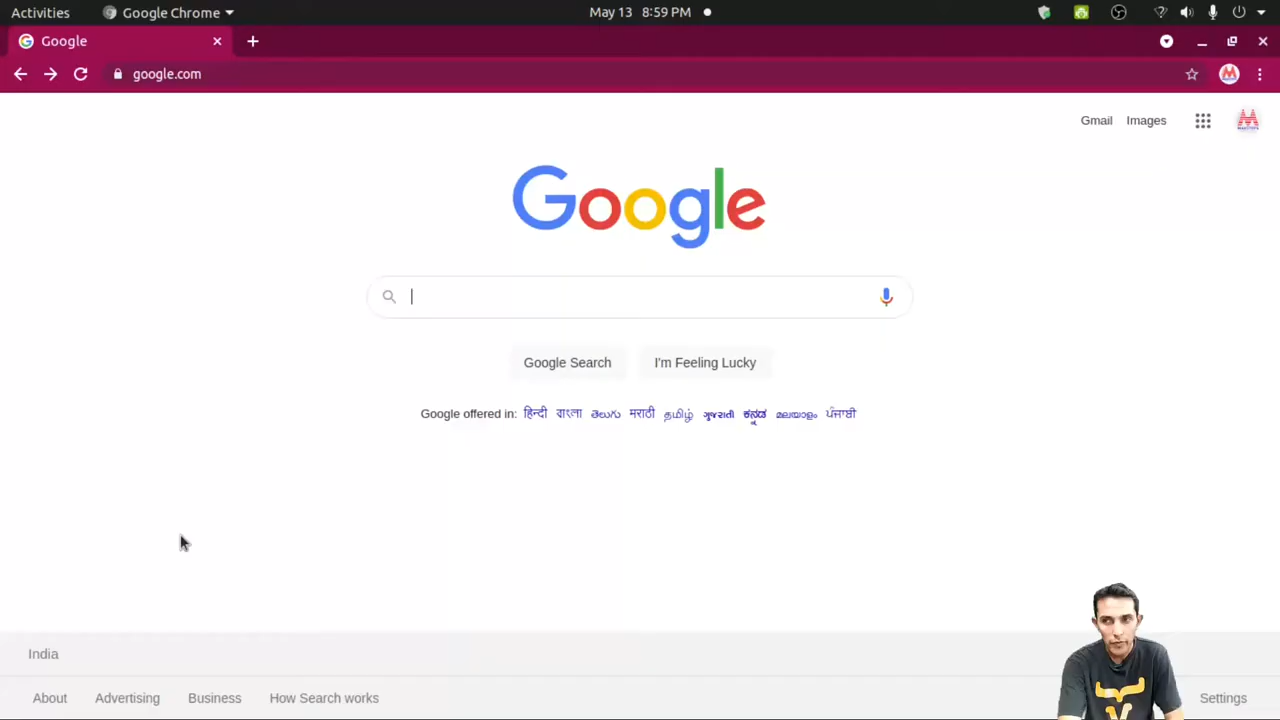 Activities Google Chrome May 13 8:59 PM
Google
google.com
Gmail Images
Google
Google Search I'm Feeling Lucky
Google offered in: हिन्दी বাংলা తెలుగు मराठी தமிழ் ગુજરાતી ಕನ್ನಡ മലയാളം ਪੰਜਾਬੀ
India
About Advertising Business How Search works Settings